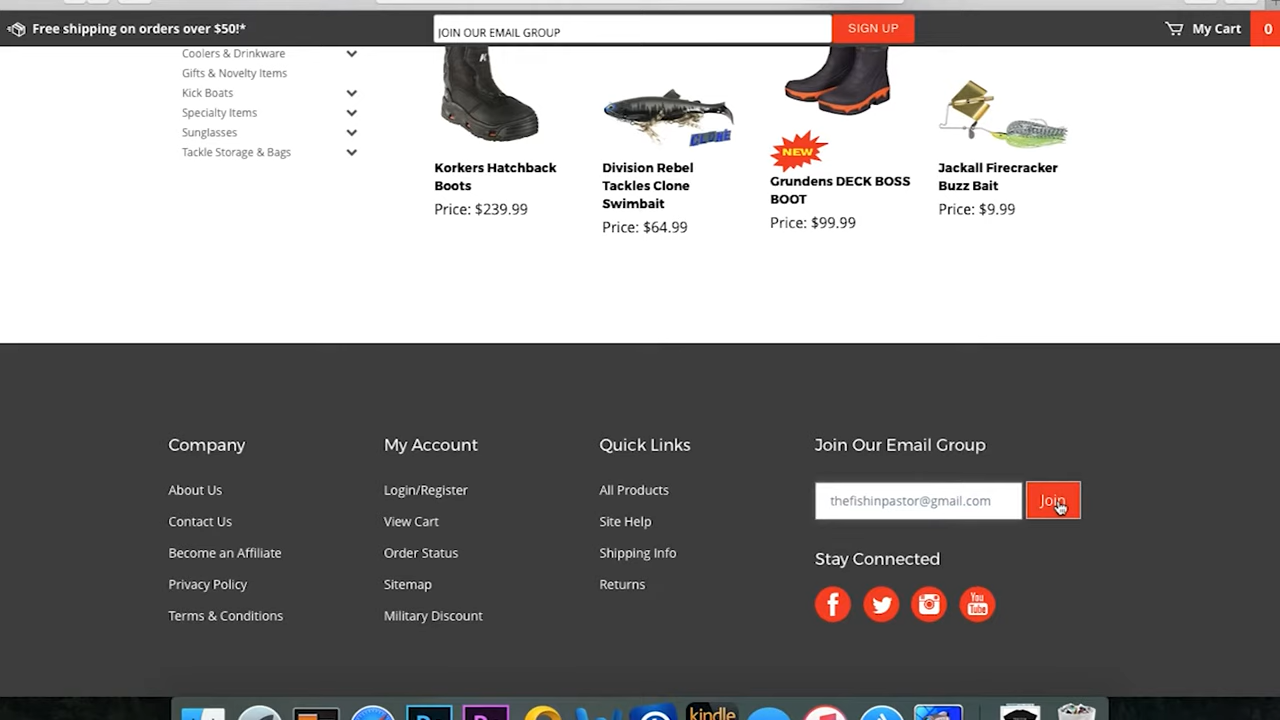 Free shipping on orders over $50!*
JOIN OUR EMAIL GROUP
SIGN UP
My Cart
0
Coolers & Drinkware
Gifts & Novelty Items
Kick Boats
Specialty Items
Sunglasses
Tackle Storage & Bags
Korkers Hatchback
Boots
Price: $239.99
CLONE
Division Rebel
Tackles Clone
Swimbait
Price: $64.99
NEW
Grundens DECK BOSS
BOOT
Price: $99.99
Jackall Firecracker
Buzz Bait
Price: $9.99
Company
About Us
Contact Us
Become an Affiliate
Privacy Policy
Terms & Conditions
My Account
Login/Register
View Cart
Order Status
Sitemap
Military Discount
Quick Links
All Products
Site Help
Shipping Info
Returns
Join Our Email Group
thefishinpastor@gmail.com
Join
Stay Connected
You
Tube
kindle